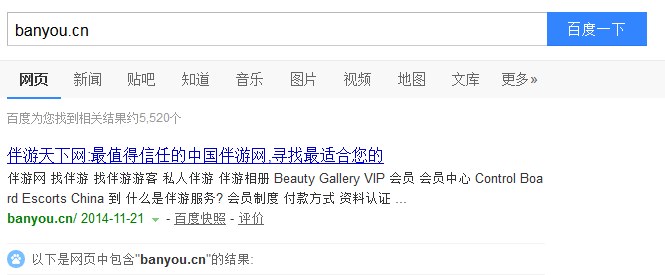 banyou.cn 百度一下
网页 新闻 贴吧 知道 音乐 图片 视频 地图 文库 更多»
百度为您找到相关结果约5,520个
伴游天下网:最值得信任的中国伴游网,寻找最适合您的
伴游网 找伴游 找伴游游客 私人伴游 伴游相册 Beauty Gallery VIP 会员 会员中心 Control Boa
rd Escorts China 到 什么是伴游服务? 会员制度 付款方式 资料认证 ...
banyou.cn/ 2014-11-21 - 百度快照 - 评价
以下是网页中包含"banyou.cn"的结果: